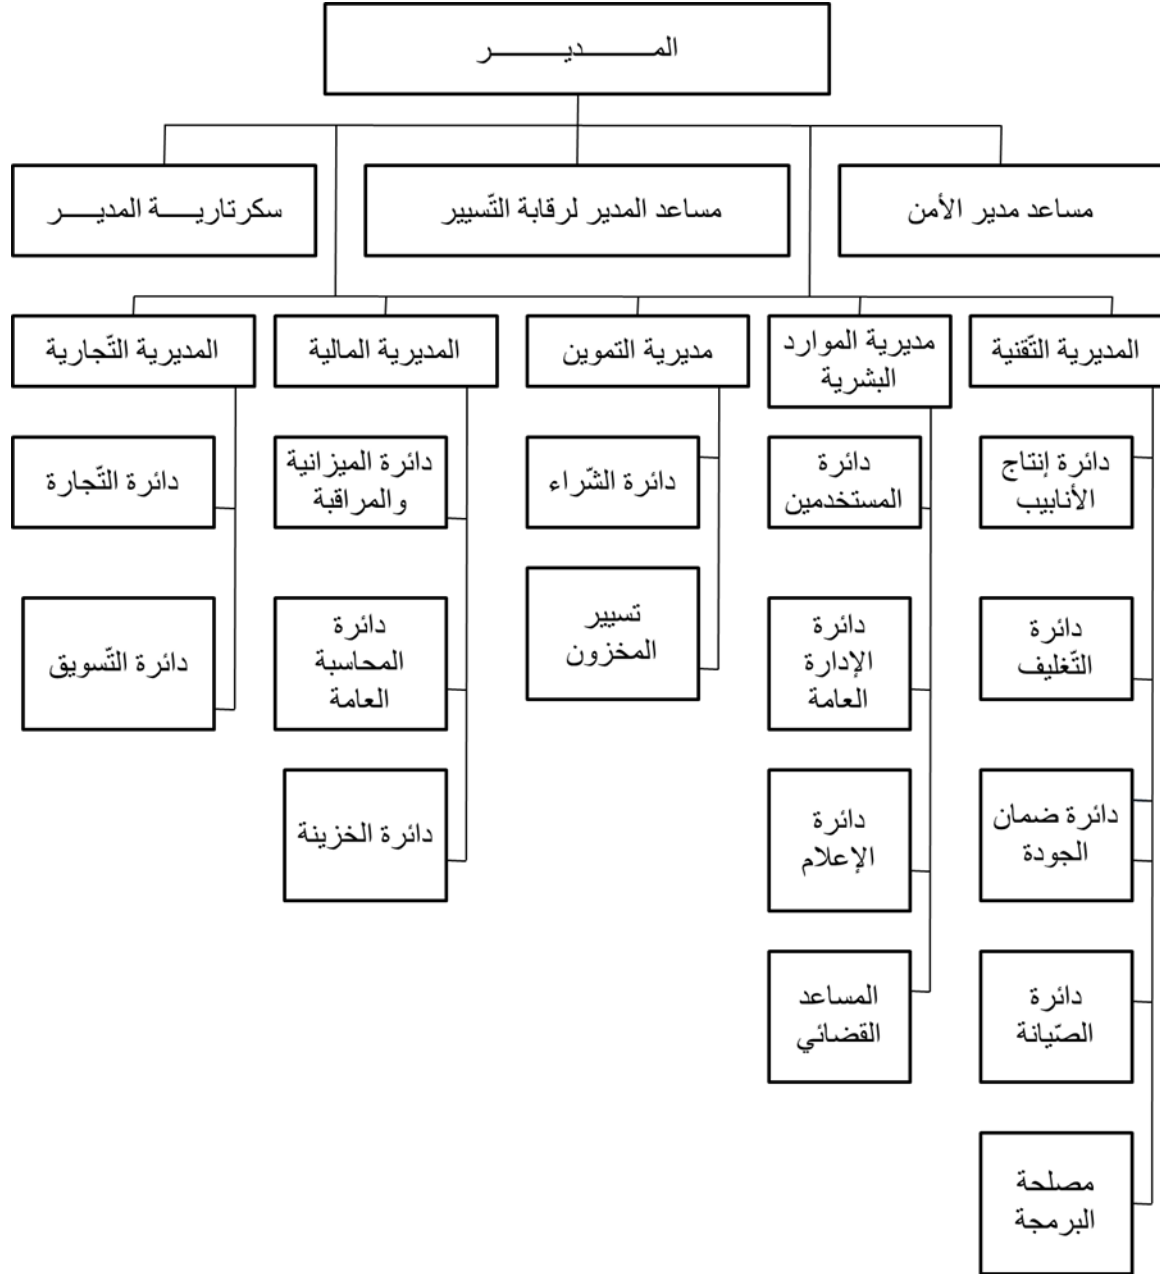 المـــــــــديـــــــــر
مساعد مدير الأمن
مساعد المدير لرقابة التّسيير
سكرتاريــــة المديــــر
المديرية التّقنية
مديرية الموارد
البشرية
مديرية التموين
المديرية المالية
المديرية التّجارية
دائرة إنتاج
الأنابيب
دائرة
المستخدمين
دائرة الشّراء
دائرة الميزانية
والمراقبة
دائرة التّجارة
دائرة
التّغليف
دائرة
الإدارة
العامة
تسيير
المخزون
دائرة
المحاسبة
العامة
دائرة التّسويق
دائرة ضمان
الجودة
دائرة
الإعلام
دائرة الخزينة
دائرة
الصّيانة
المساعد
القضائي
مصلحة
البرمجة